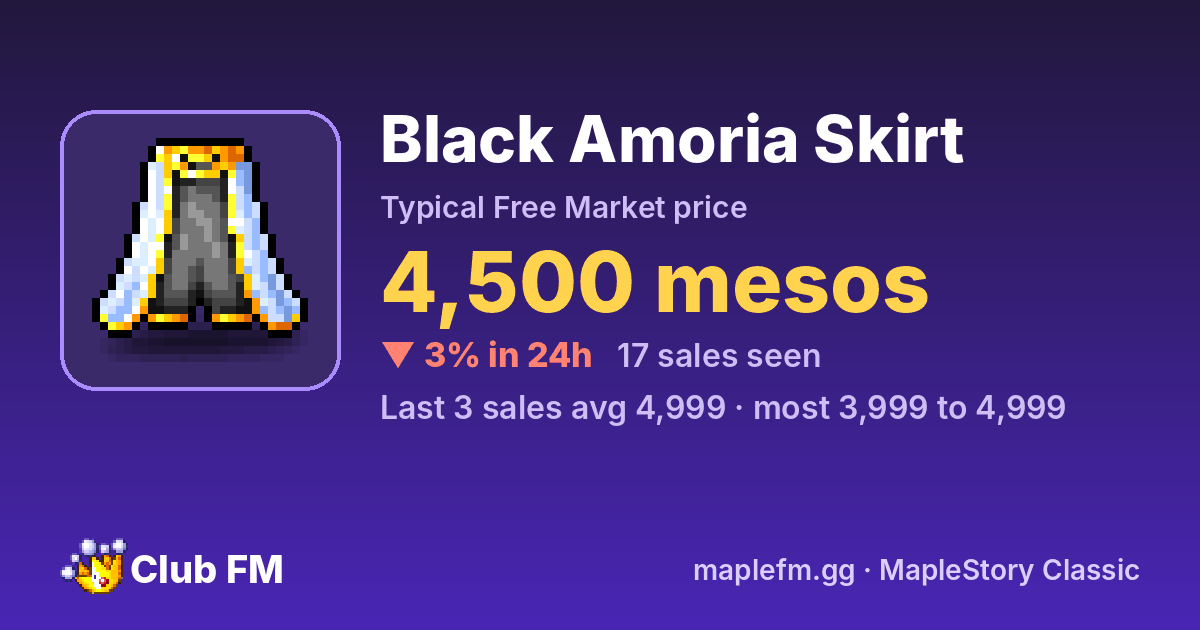 Black Amoria Skirt
Typical Free Market price
4,500 mesos
▼ 3% in 24h 17 sales seen
Last 3 sales avg 4,999 · most 3,999 to 4,999
Club FM
maplefm.gg · MapleStory Classic